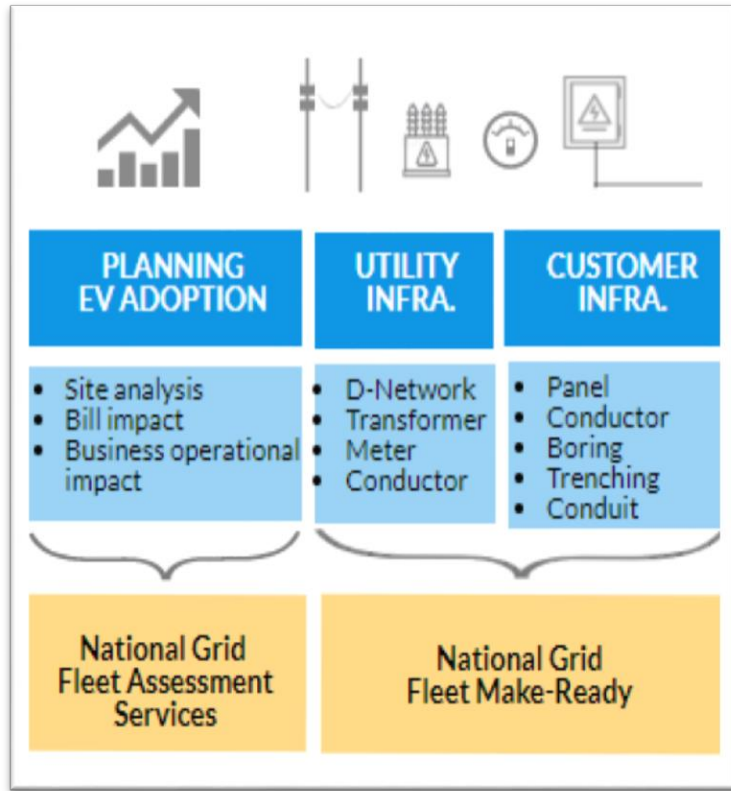 PLANNING
EV ADOPTION
UTILITY
INFRA.
CUSTOMER
INFRA.
• Site analysis
• Bill impact
• Business operational
impact
• D-Network
• Transformer
• Meter
• Conductor
• Panel
• Conductor
• Boring
• Trenching
• Conduit
National Grid
Fleet Assessment
Services
National Grid
Fleet Make-Ready